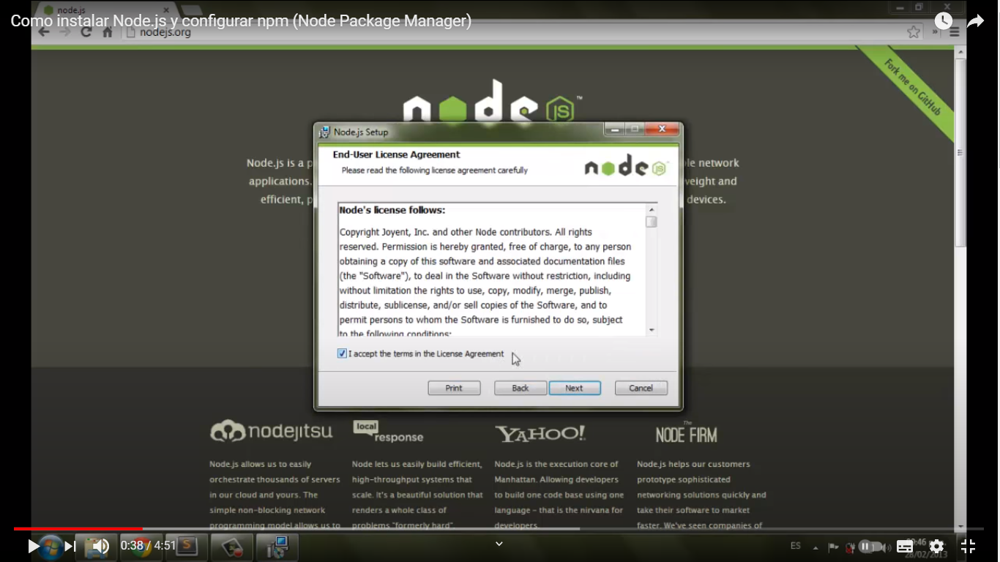 node.js
Como instalar Node.js y configurar npm (Node Package Manager)
nodejs.org
Fork me on GitHub
node JS ™
Node.js Setup
Node.js is a p
le network
applications.
weight and
efficient, p
devices.
End-User License Agreement
Please read the following license agreement carefully
node JS ™
Node's license follows:
Copyright Joyent, Inc. and other Node contributors. All rights
reserved. Permission is hereby granted, free of charge, to any person
obtaining a copy of this software and associated documentation files
(the "Software"), to deal in the Software without restriction, including
without limitation the rights to use, copy, modify, merge, publish,
distribute, sublicense, and/or sell copies of the Software, and to
permit persons to whom the Software is furnished to do so, subject
to the following conditions:
I accept the terms in the License Agreement
Print
Back
Next
Cancel
nodejitsu
local
response
YAHOO!
The
NODE FIRM
Node.js allows us to easily
orchestrate thousands of servers
in our cloud and yours. The
simple non-blocking network
programming model allows us to
Node lets us easily build efficient,
high-throughput systems that
scale. It's a beautiful solution that
renders a whole class of
problems "formerly hard".
Node.js is the execution core of
Manhattan. Allowing developers
to build one code base using one
language – that is the nirvana for
developers.
Node.js helps our customers
prototype sophisticated
networking solutions quickly and
take their software to market
faster. We've seen companies of
0:38 / 4:51
S
ES
28/02/2013